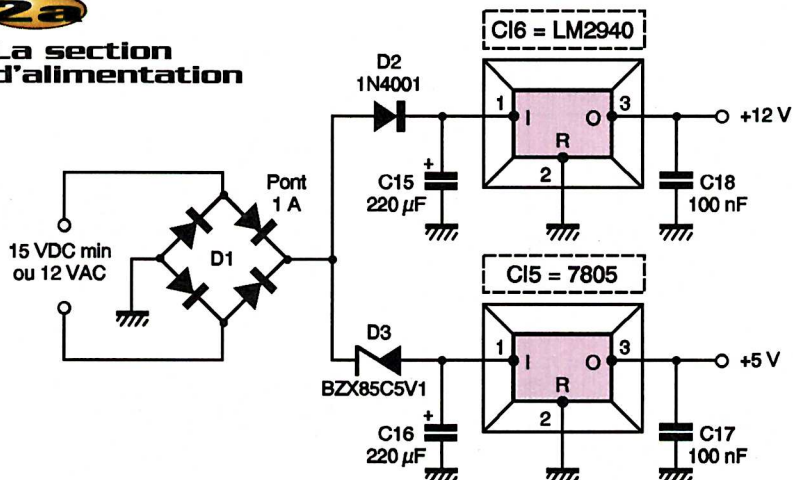 2a
La section
d'alimentation
D2
1N4001
CI6 = LM2940
1
I
O
3
R
2
+12 V
+
C15
220 µF
C18
100 nF
Pont
1 A
D1
15 VDC min
ou 12 VAC
CI5 = 7805
D3
BZX85C5V1
1
I
O
3
R
2
+5 V
+
C16
220 µF
C17
100 nF